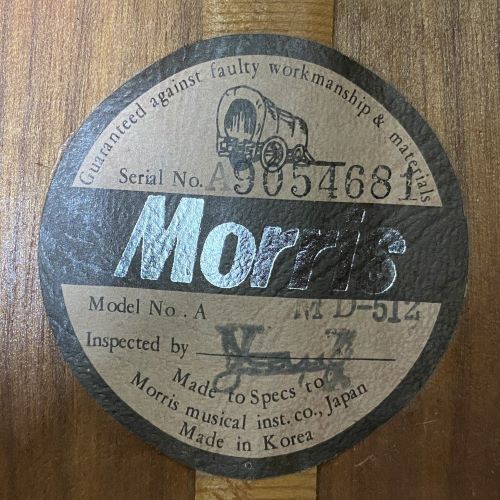 Guaranteed against faulty workmanship & materials
Serial No. A9054681
Morris
Model No. A MD-512
Inspected by
Made to Specs to
Morris musical inst. co., Japan
Made in Korea